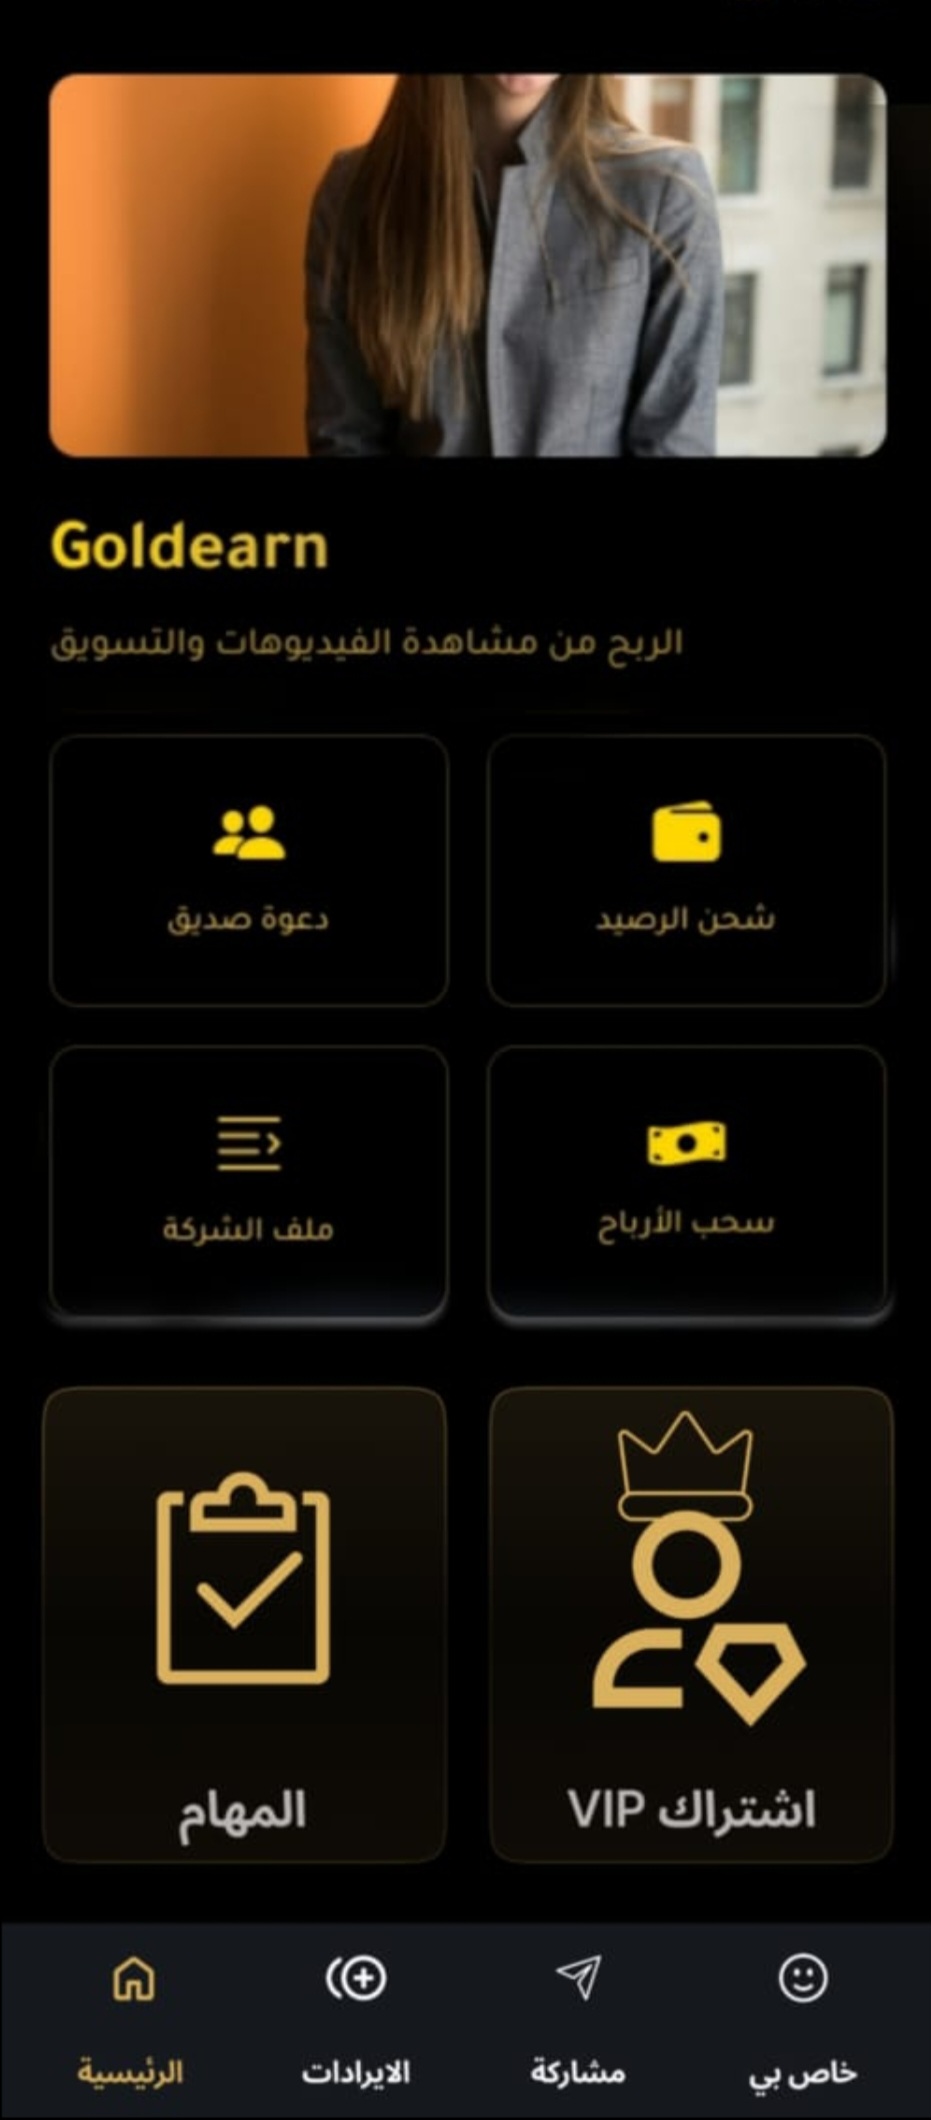 Goldearn
الربح من مشاهدة الفيديوهات والتسويق
شحن الرصيد
دعوة صديق
سحب الأرباح
ملف الشركة
اشتراك VIP
المهام
خاص بي
مشاركة
الايرادات
الرئيسية